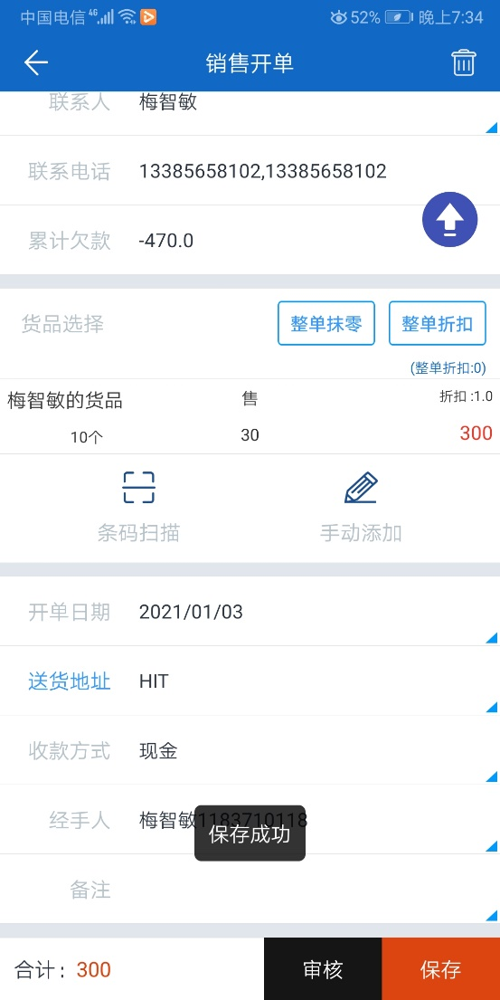 中国电信 4G 52% 晚上7:34
销售开单
联系人 梅智敏
联系电话 13385658102,13385658102
累计欠款 -470.0
货品选择 整单抹零 整单折扣
(整单折扣:0)
梅智敏的货品 售 折扣 :1.0
10个 30 300
条码扫描 手动添加
开单日期 2021/01/03
送货地址 HIT
收款方式 现金
经手人 梅智敏1183710118
保存成功
备注
合计: 300 审核 保存